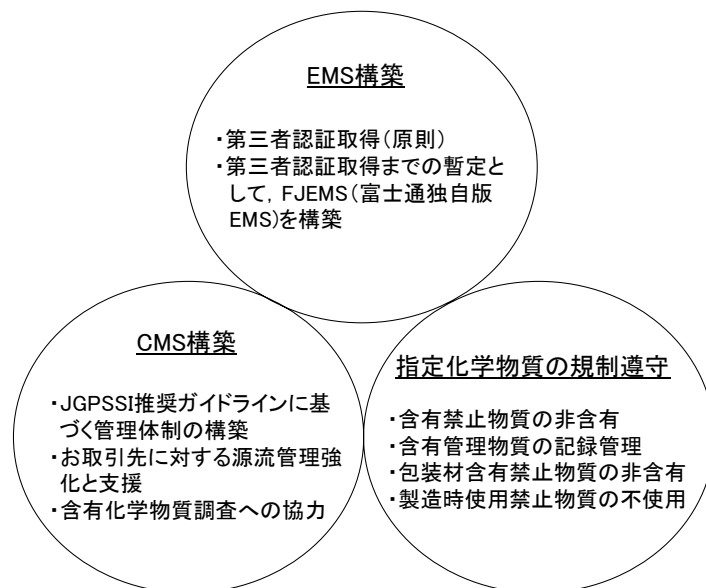 EMS構築
・第三者認証取得（原則）
・第三者認証取得までの暫定と
して，FJEMS（富士通独自版
EMS)を構築
CMS構築
・JGPSSI推奨ガイドラインに基
づく管理体制の構築
・お取引先に対する源流管理強
化と支援
・含有化学物質調査への協力
指定化学物質の規制遵守
・含有禁止物質の非含有
・含有管理物質の記録管理
・包装材含有禁止物質の非含有
・製造時使用禁止物質の不使用